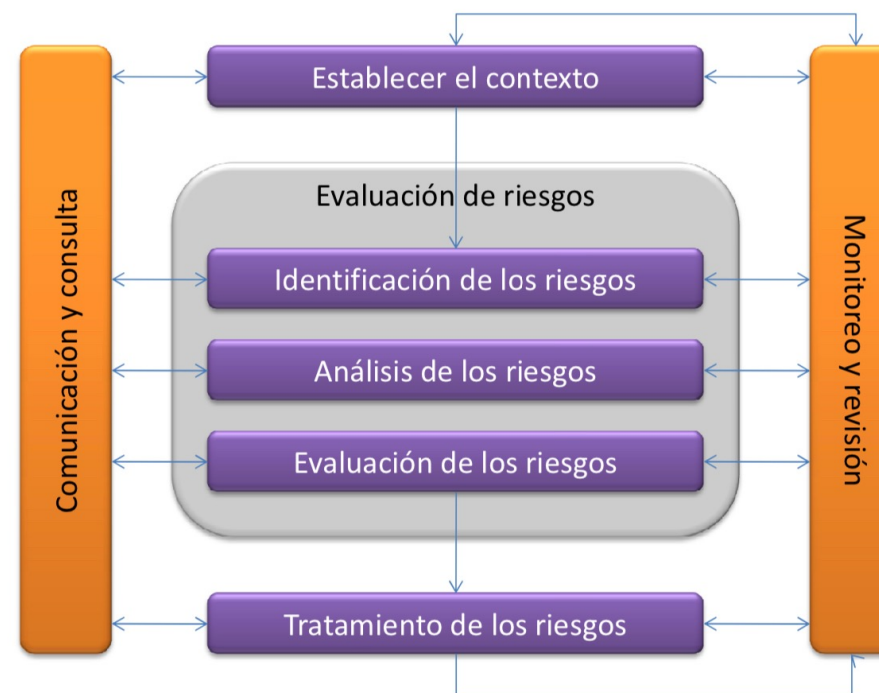 Establecer el contexto
Comunicación y consulta
Evaluación de riesgos
Monitoreo y revisión
Identificación de los riesgos
Análisis de los riesgos
Evaluación de los riesgos
Tratamiento de los riesgos